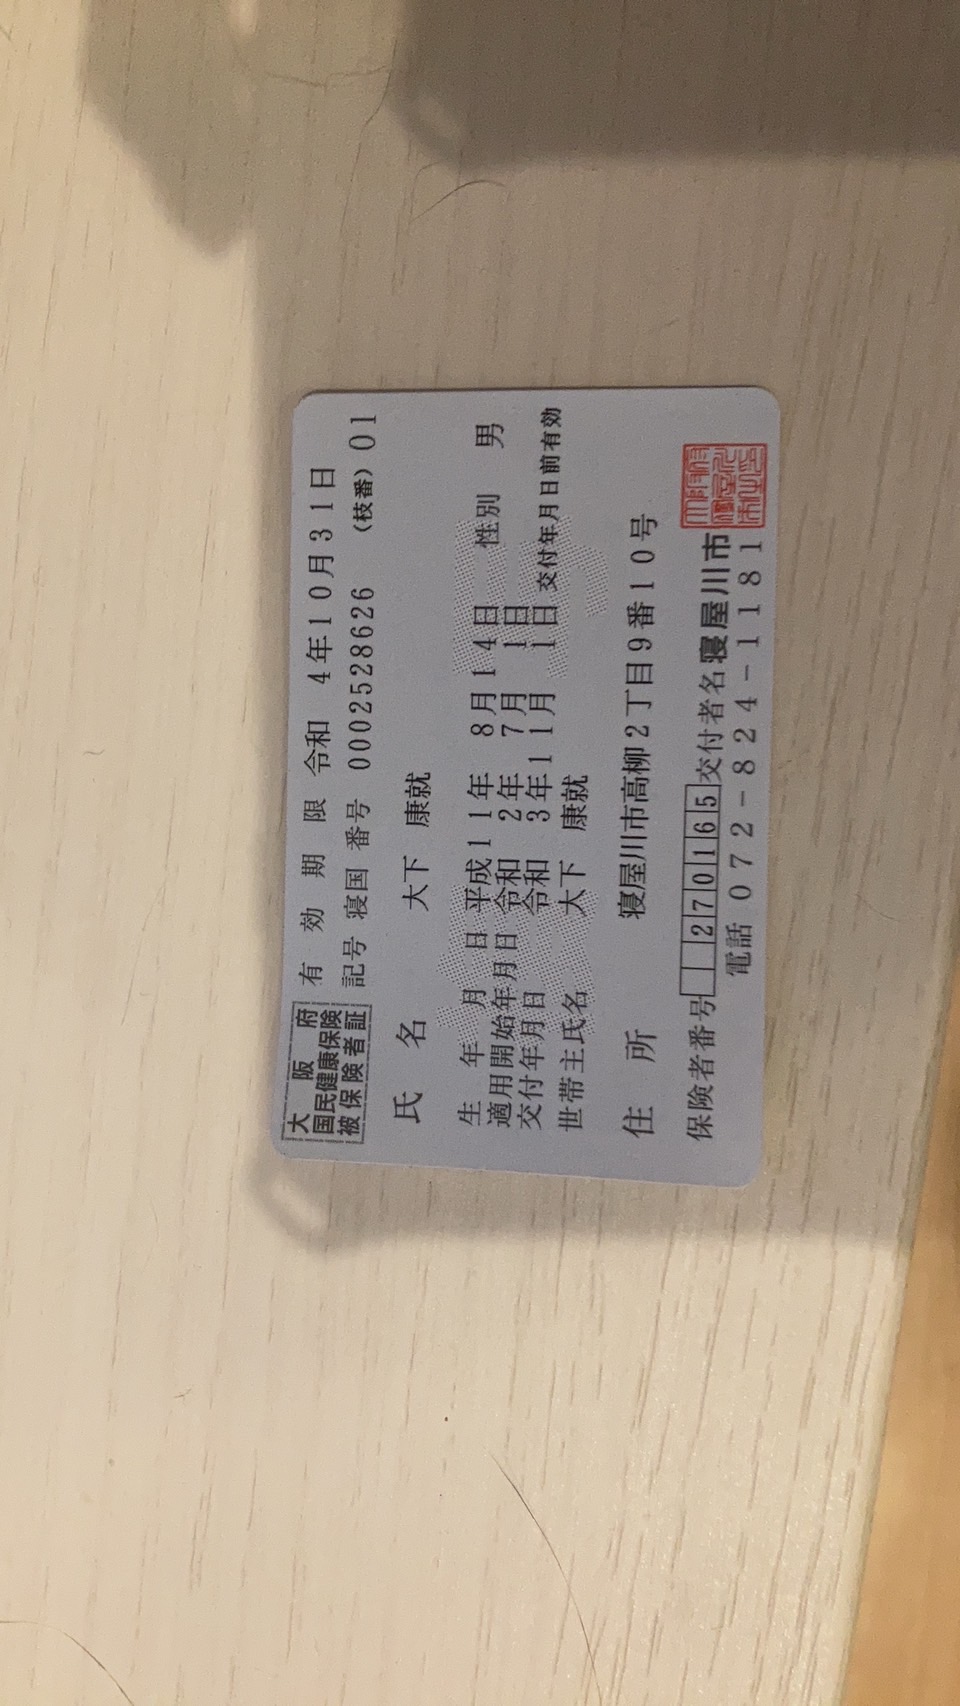 大阪府
国民健康保険
被保険者証
有効期限 令和 4年10月31日
記号 寝国 番号 0002528626 (枝番) 01
氏名 大下 康就
生年月日 平成11年 8月14日 性別 男
適用開始年月日 令和 2年 7月 1日
交付年月日 令和 3年11月 1日 交付年月日前有効
世帯主氏名 大下 康就
住所 寝屋川市高柳2丁目9番10号
保険者番号 270165 交付者名 寝屋川市
電話 072-824-1181